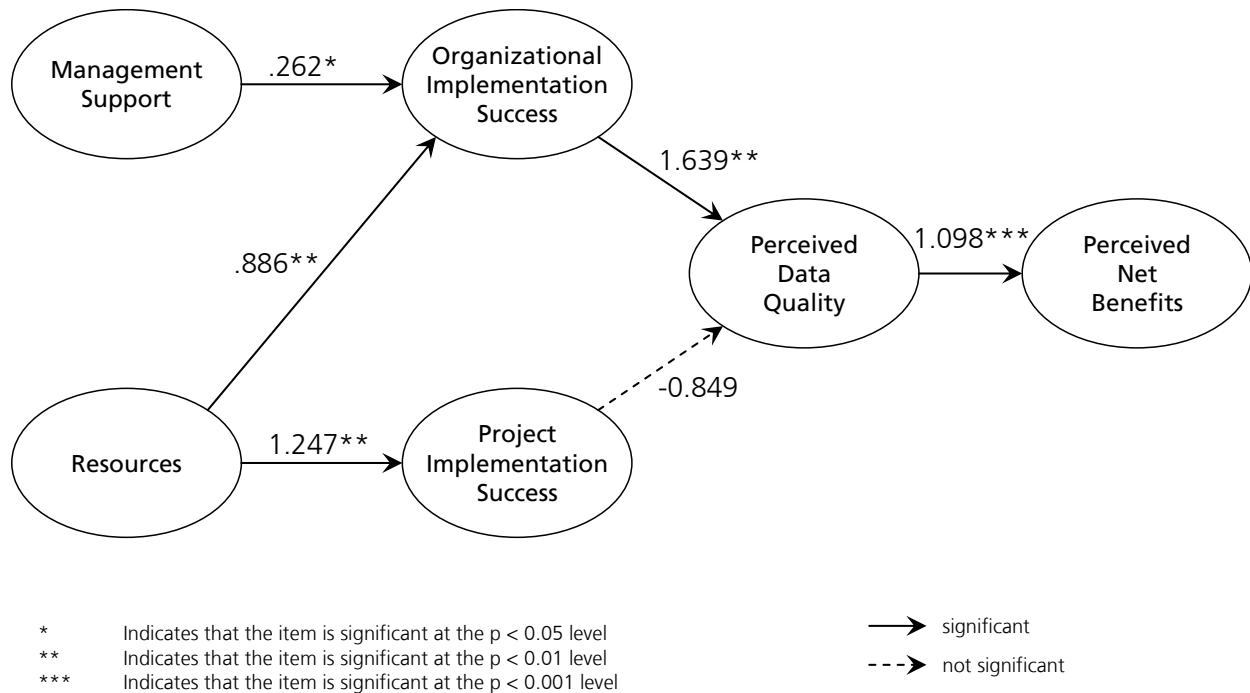 Management
Support
.262*
Organizational
Implementation
Success
1.639**
.886**
Perceived
Data
Quality
1.098***
Perceived
Net
Benefits
-0.849
Resources
1.247**
Project
Implementation
Success
* Indicates that the item is significant at the p < 0.05 level
** Indicates that the item is significant at the p < 0.01 level
*** Indicates that the item is significant at the p < 0.001 level
significant
not significant